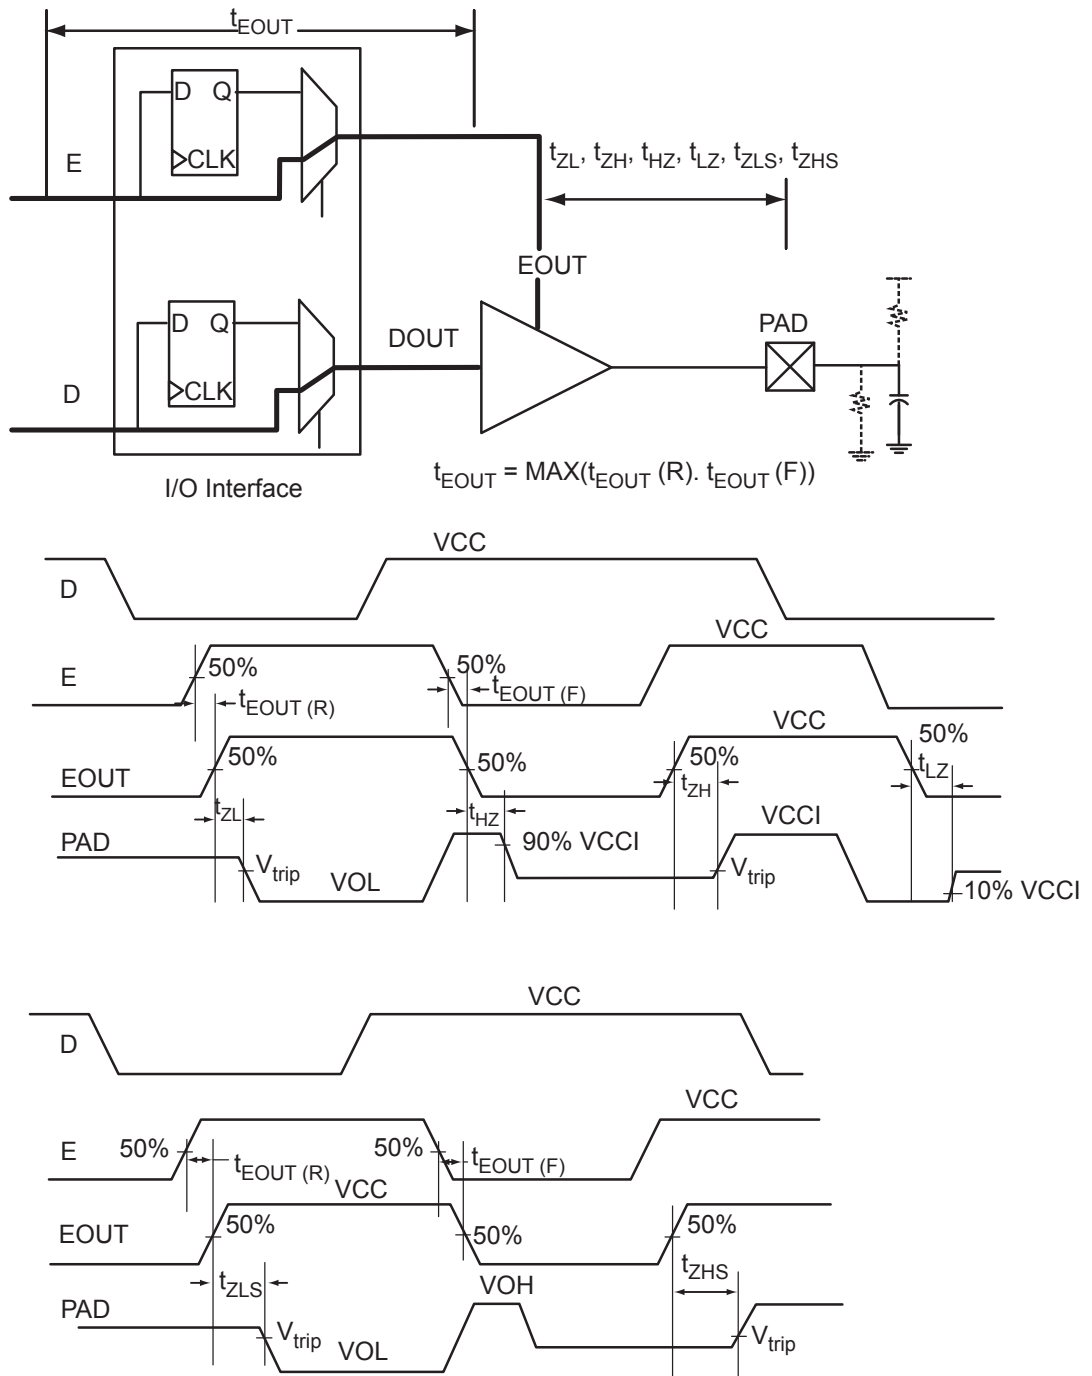 tEOUT
D Q
CLK
E
tZL, tZH, tHZ, tLZ, tZLS, tZHS
EOUT
D Q
CLK
DOUT
PAD
D
tEOUT = MAX(tEOUT (R). tEOUT (F))
I/O Interface
VCC
D
VCC
E
50%
50%
tEOUT (R)
tEOUT (F)
VCC
50%
EOUT
50%
50%
50%
tZL
tHZ
tZH
tLZ
PAD
Vtrip
VOL
90% VCCI
VCCI
Vtrip
10% VCCI
VCC
D
VCC
E
50%
50%
tEOUT (R)
tEOUT (F)
VCC
EOUT
50%
50%
50%
tZLS
VOH
tZHS
PAD
Vtrip
VOL
Vtrip